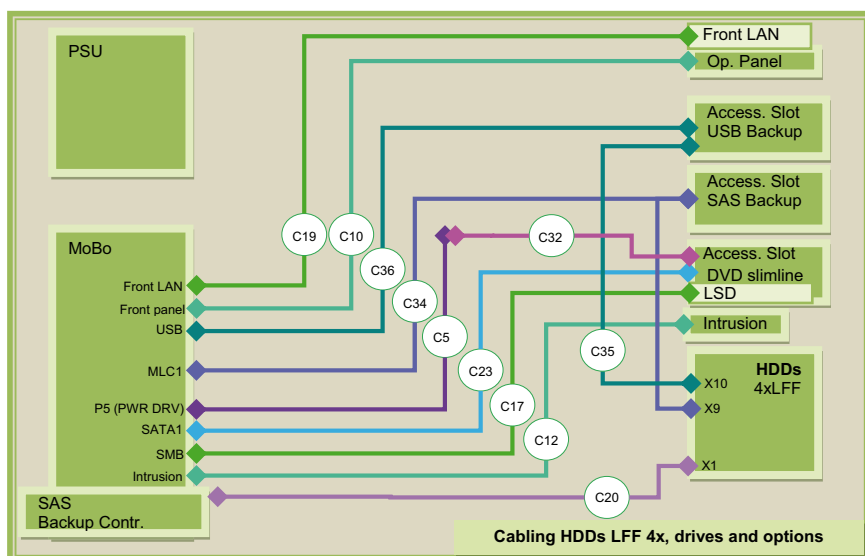 PSU
Front LAN
Op. Panel
Access. Slot
USB Backup
Access. Slot
SAS Backup
C19
C10
C32
MoBo
C36
Access. Slot
DVD slimline
LSD
Front LAN
Front panel
USB
C34
C5
Intrusion
C35
MLC1
C23
HDDs
4xLFF
X10
P5 (PWR DRV)
C17
X9
SATA1
C12
SMB
Intrusion
X1
SAS
Backup Contr.
C20
Cabling HDDs LFF 4x, drives and options